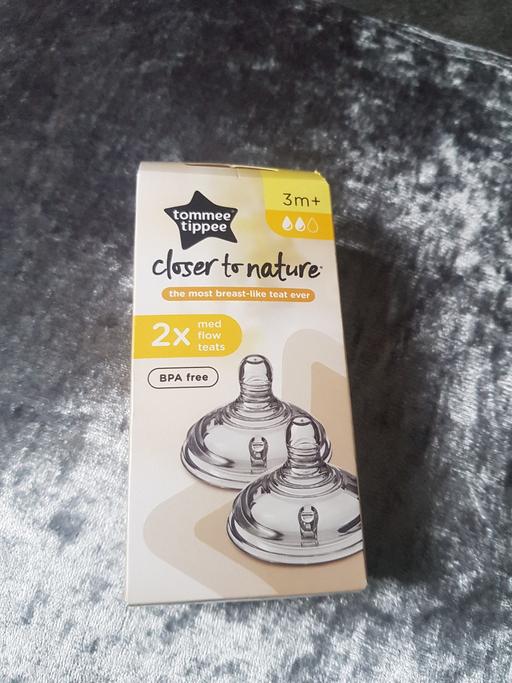 3m+
tommee
tippee
closer to nature
the most breast-like teat ever
2x
med
flow
teats
BPA free